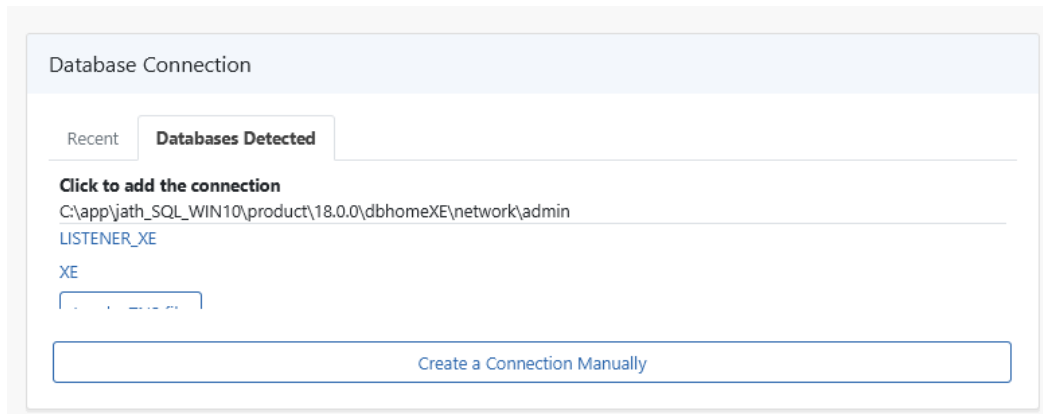 Database Connection
Recent
Databases Detected
Click to add the connection
C:\app\jath_SQL_WIN10\product\18.0.0\dbhomeXE\network\admin
LISTENER_XE
XE
Create a Connection Manually